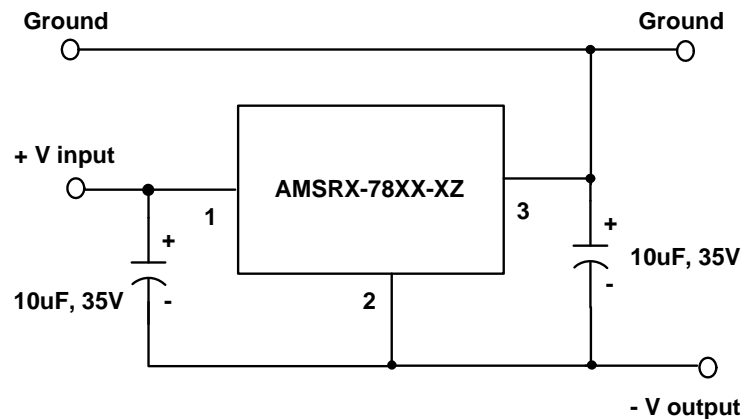 Ground
Ground
+ V input
AMSRX-78XX-XZ
1
3
+
+
10uF, 35V
10uF, 35V
-
-
2
- V output